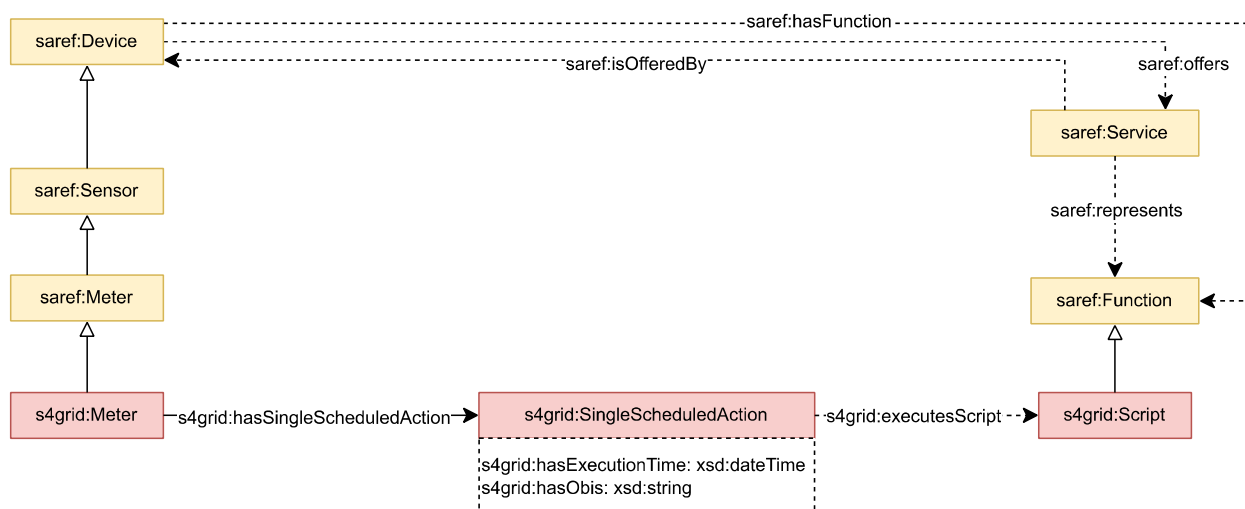 saref:hasFunction
saref:Device
saref:isOfferedBy
saref:offers
saref:Service
saref:Sensor
saref:represents
saref:Meter
saref:Function
s4grid:Meter
s4grid:hasSingleScheduledAction
s4grid:SingleScheduledAction
s4grid:executesScript
s4grid:Script
s4grid:hasExecutionTime: xsd:dateTime
s4grid:hasObis: xsd:string